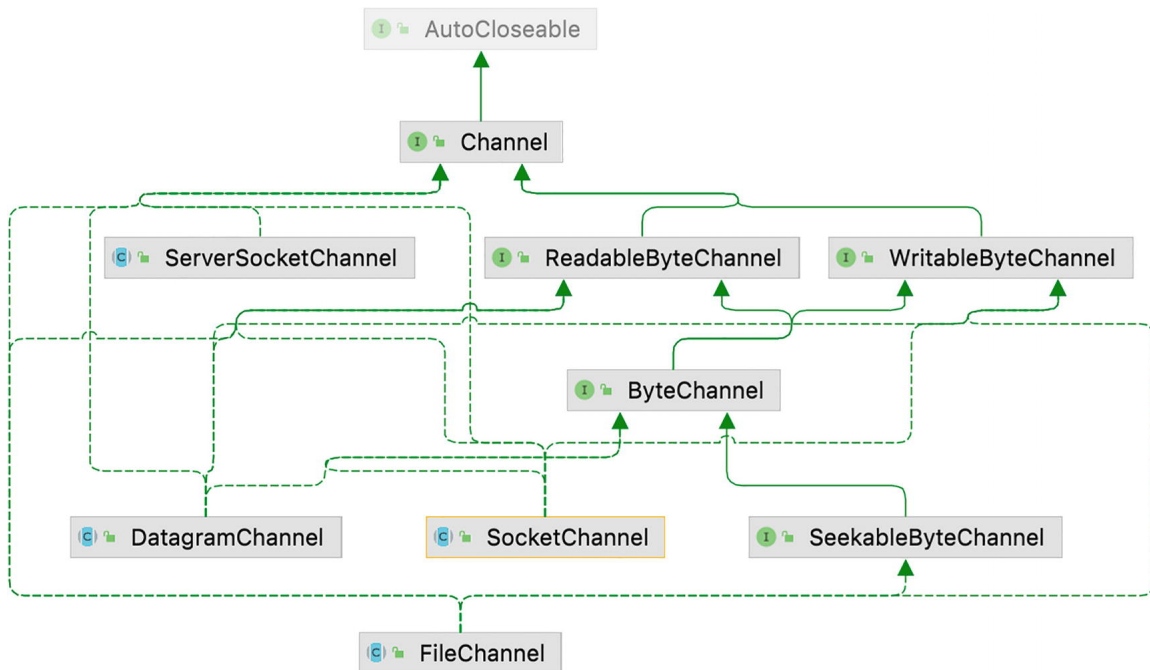 I AutoCloseable
I Channel
C ServerSocketChannel
I ReadableByteChannel
I WritableByteChannel
I ByteChannel
C DatagramChannel
C SocketChannel
I SeekableByteChannel
C FileChannel